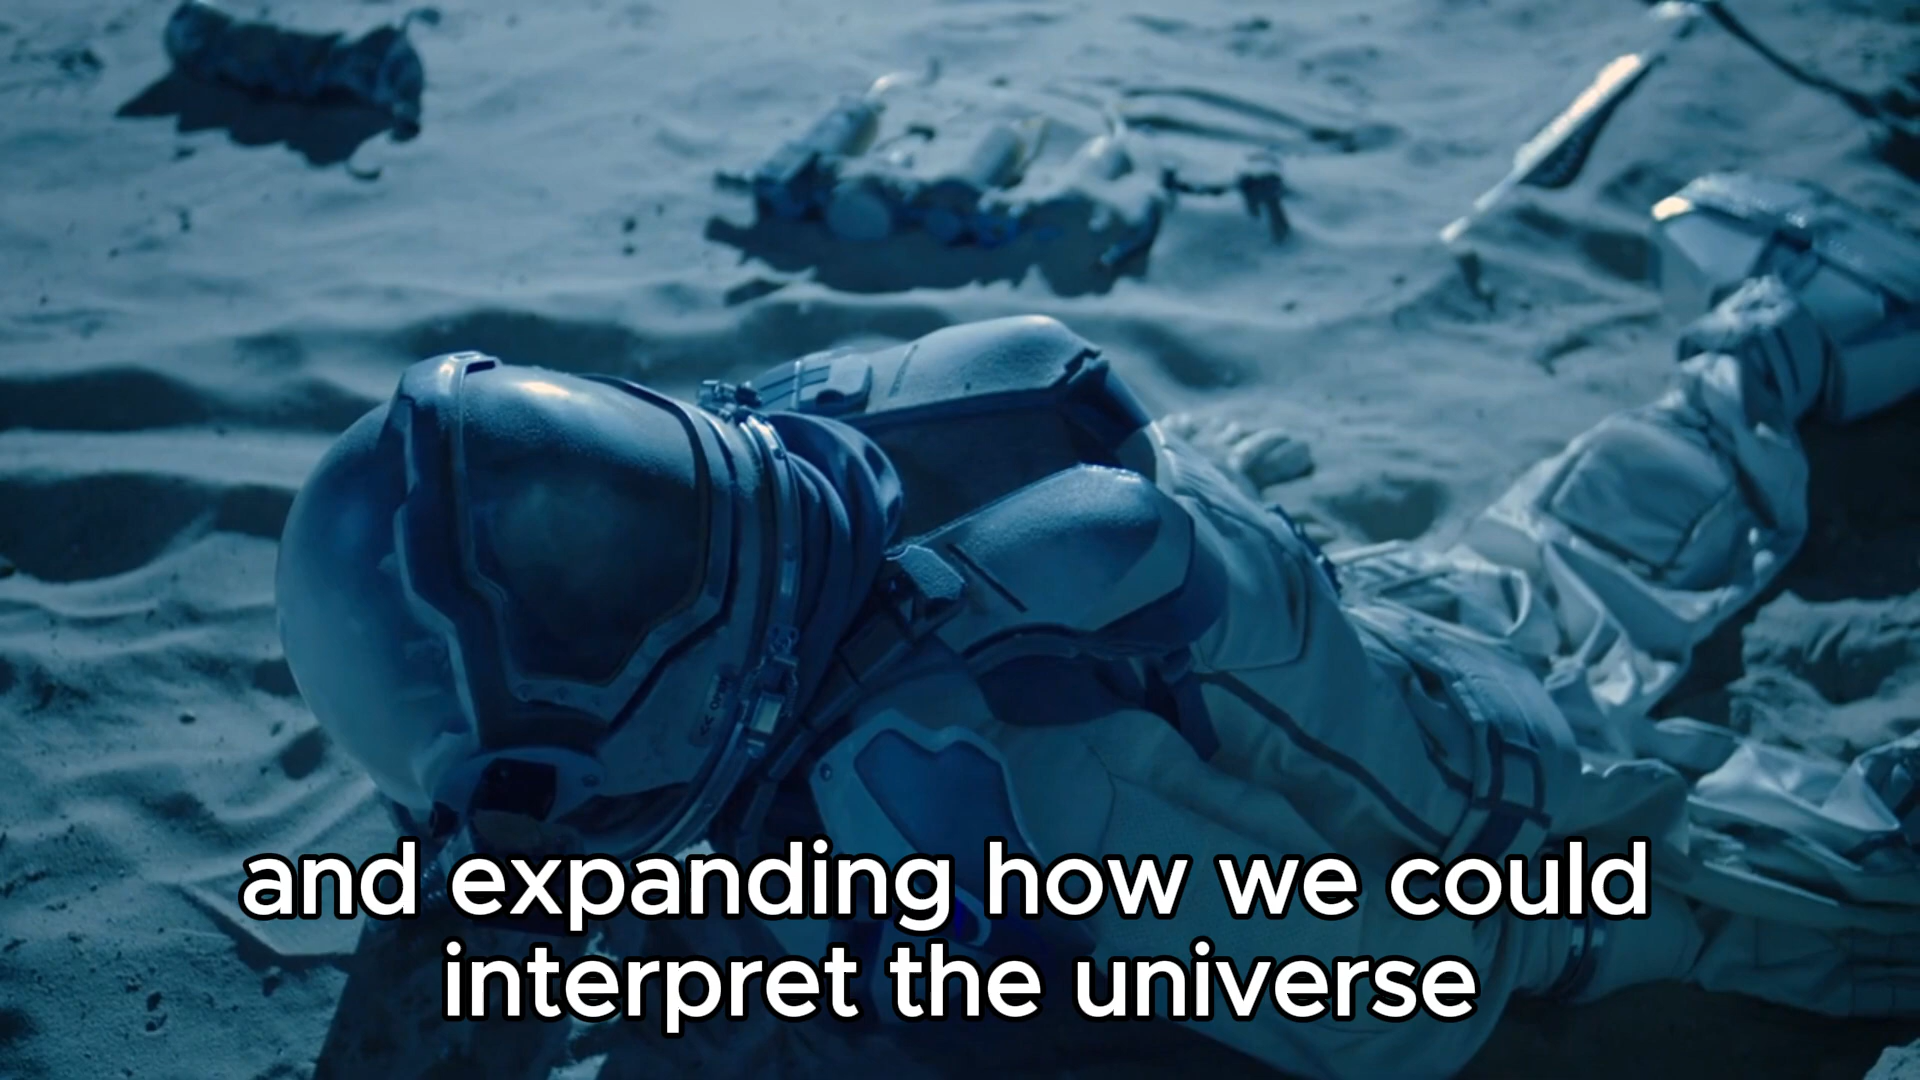 and expanding how we could
interpret the universe